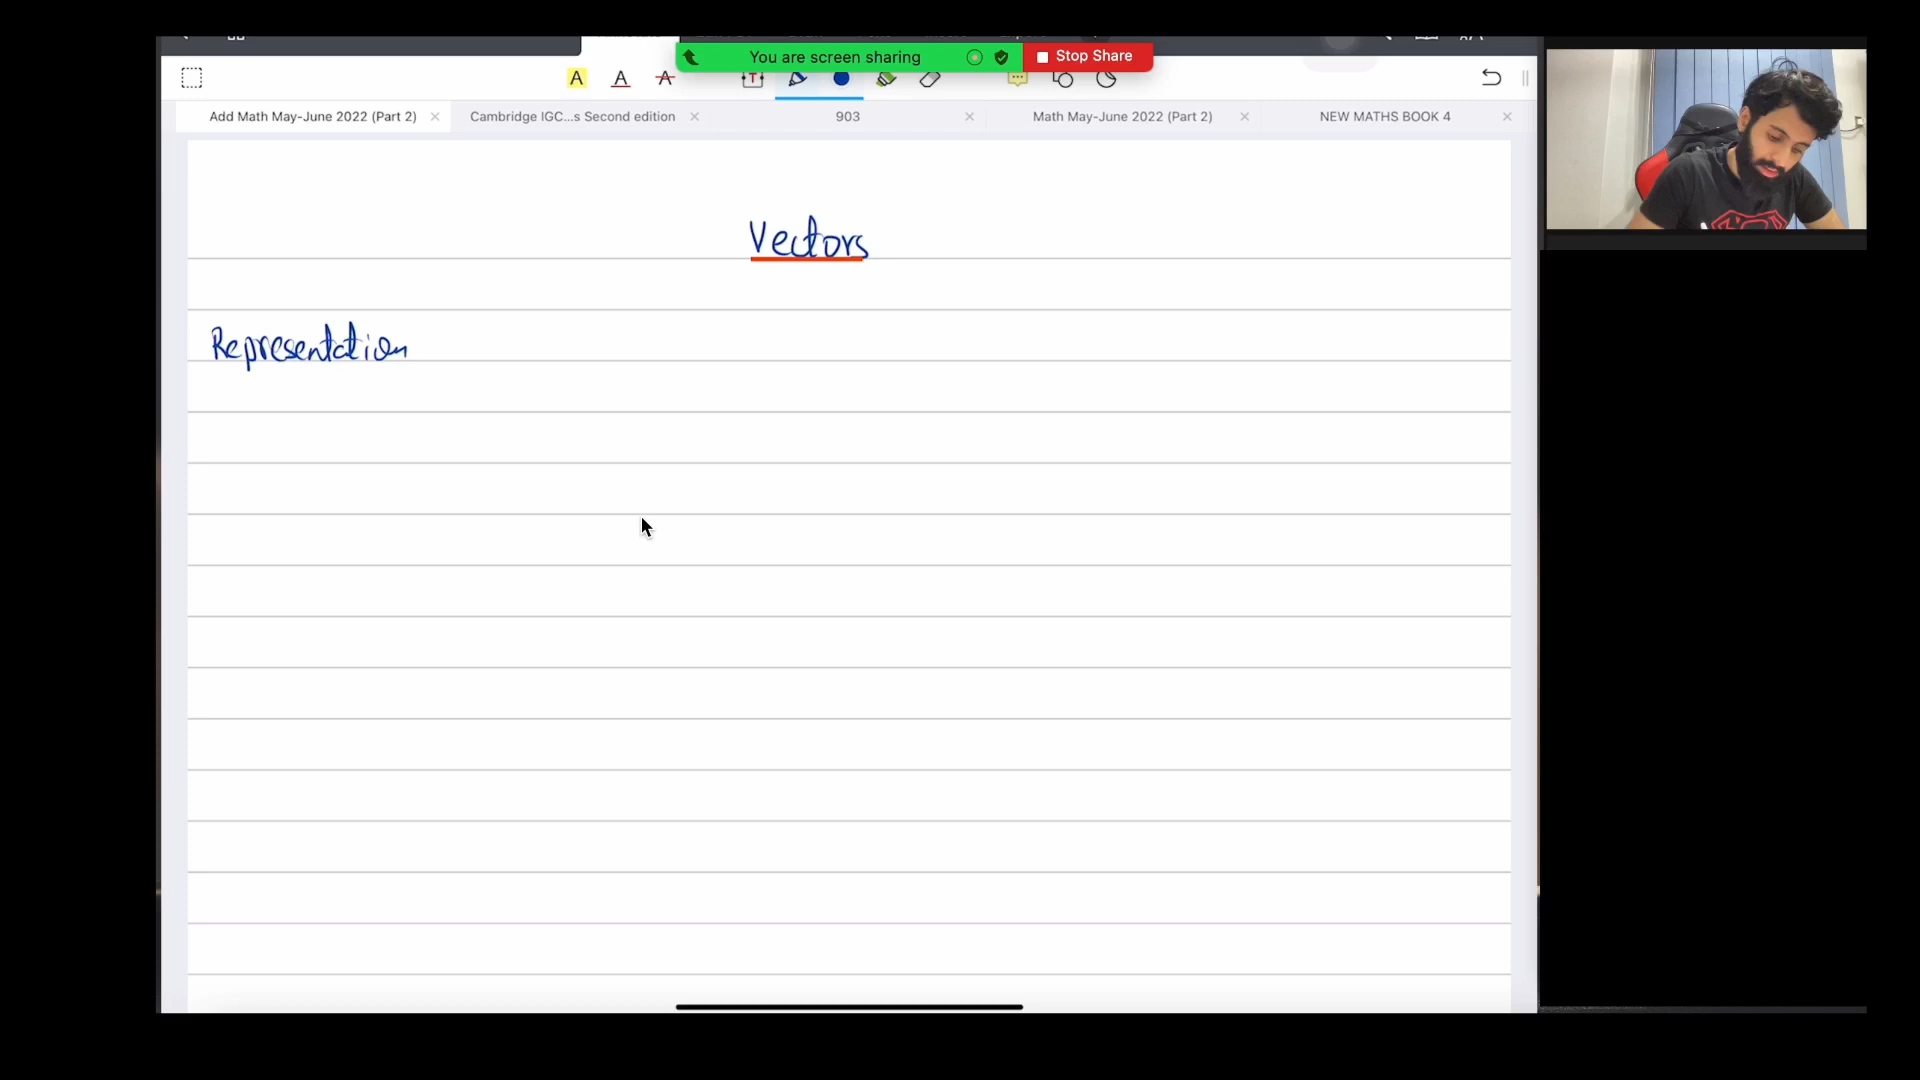 You are screen sharing
Stop Share
A A A T
Add Math May-June 2022 (Part 2)
Cambridge IGC...s Second edition
903
Math May-June 2022 (Part 2)
NEW MATHS BOOK 4
Vectors
Representation